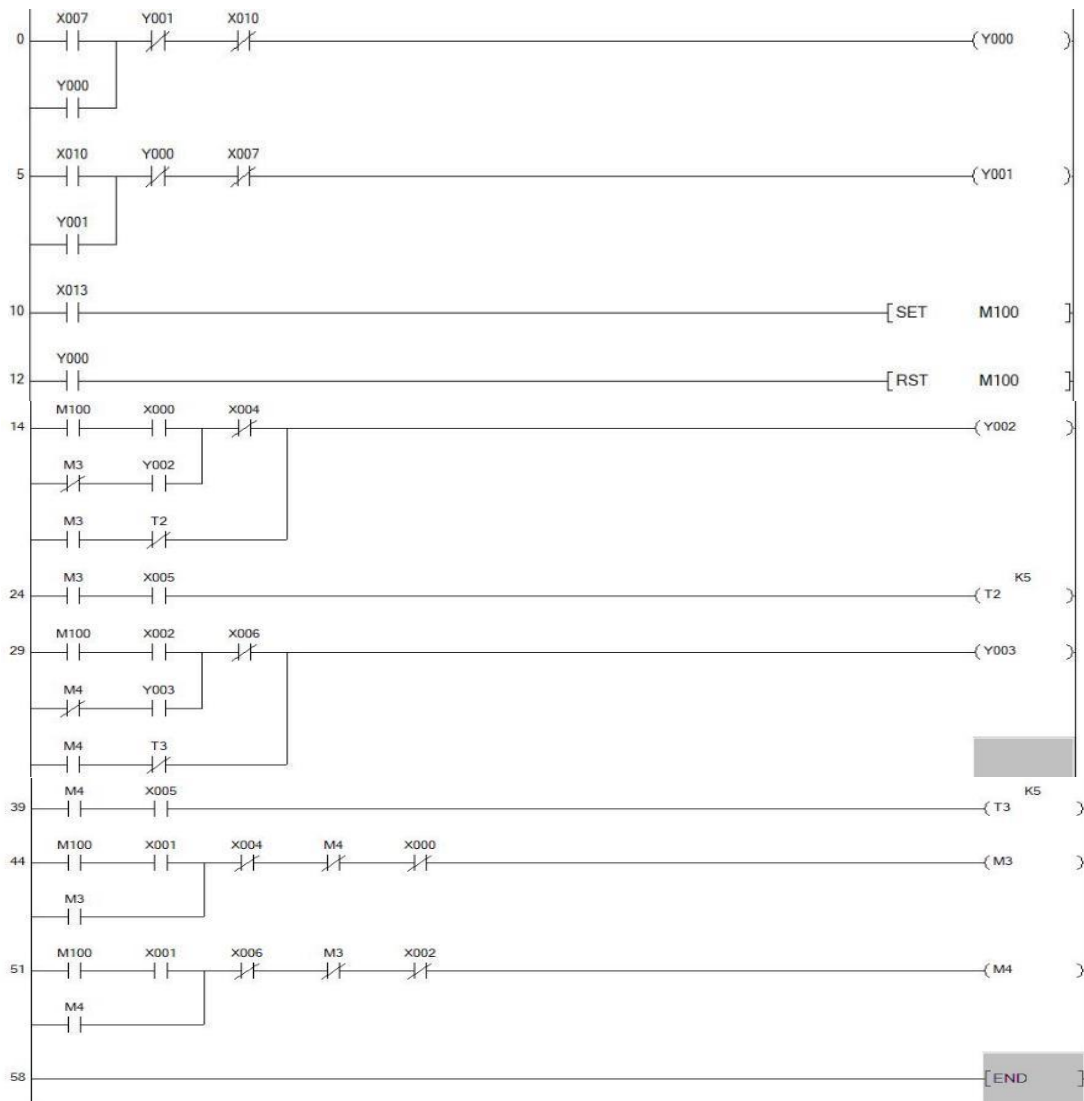 X007 Y001 X010
0 Y000
Y000
X010 Y000 X007
5 Y001
Y001
X013
10 SET M100
Y000
12 RST M100
M100 X000 X004
14 Y002
M3 Y002
M3 T2
M3 X005 K5
24 T2
M100 X002 X006
29 Y003
M4 Y003
M4 T3
M4 X005 K5
39 T3
M100 X001 X004 M4 X000
44 M3
M3
M100 X001 X006 M3 X002
51 M4
M4
58 END